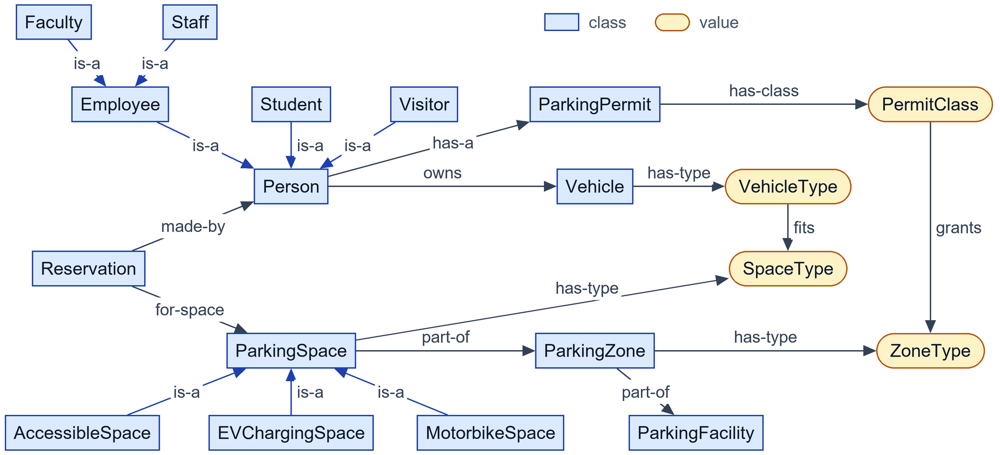 Faculty
Staff
class
value
is-a
is-a
Employee
Student
Visitor
ParkingPermit
has-class
PermitClass
is-a
is-a
is-a
has-a
Person
owns
Vehicle
has-type
VehicleType
made-by
fits
grants
Reservation
SpaceType
has-type
for-space
ParkingSpace
part-of
ParkingZone
has-type
ZoneType
is-a
is-a
is-a
part-of
AccessibleSpace
EVChargingSpace
MotorbikeSpace
ParkingFacility